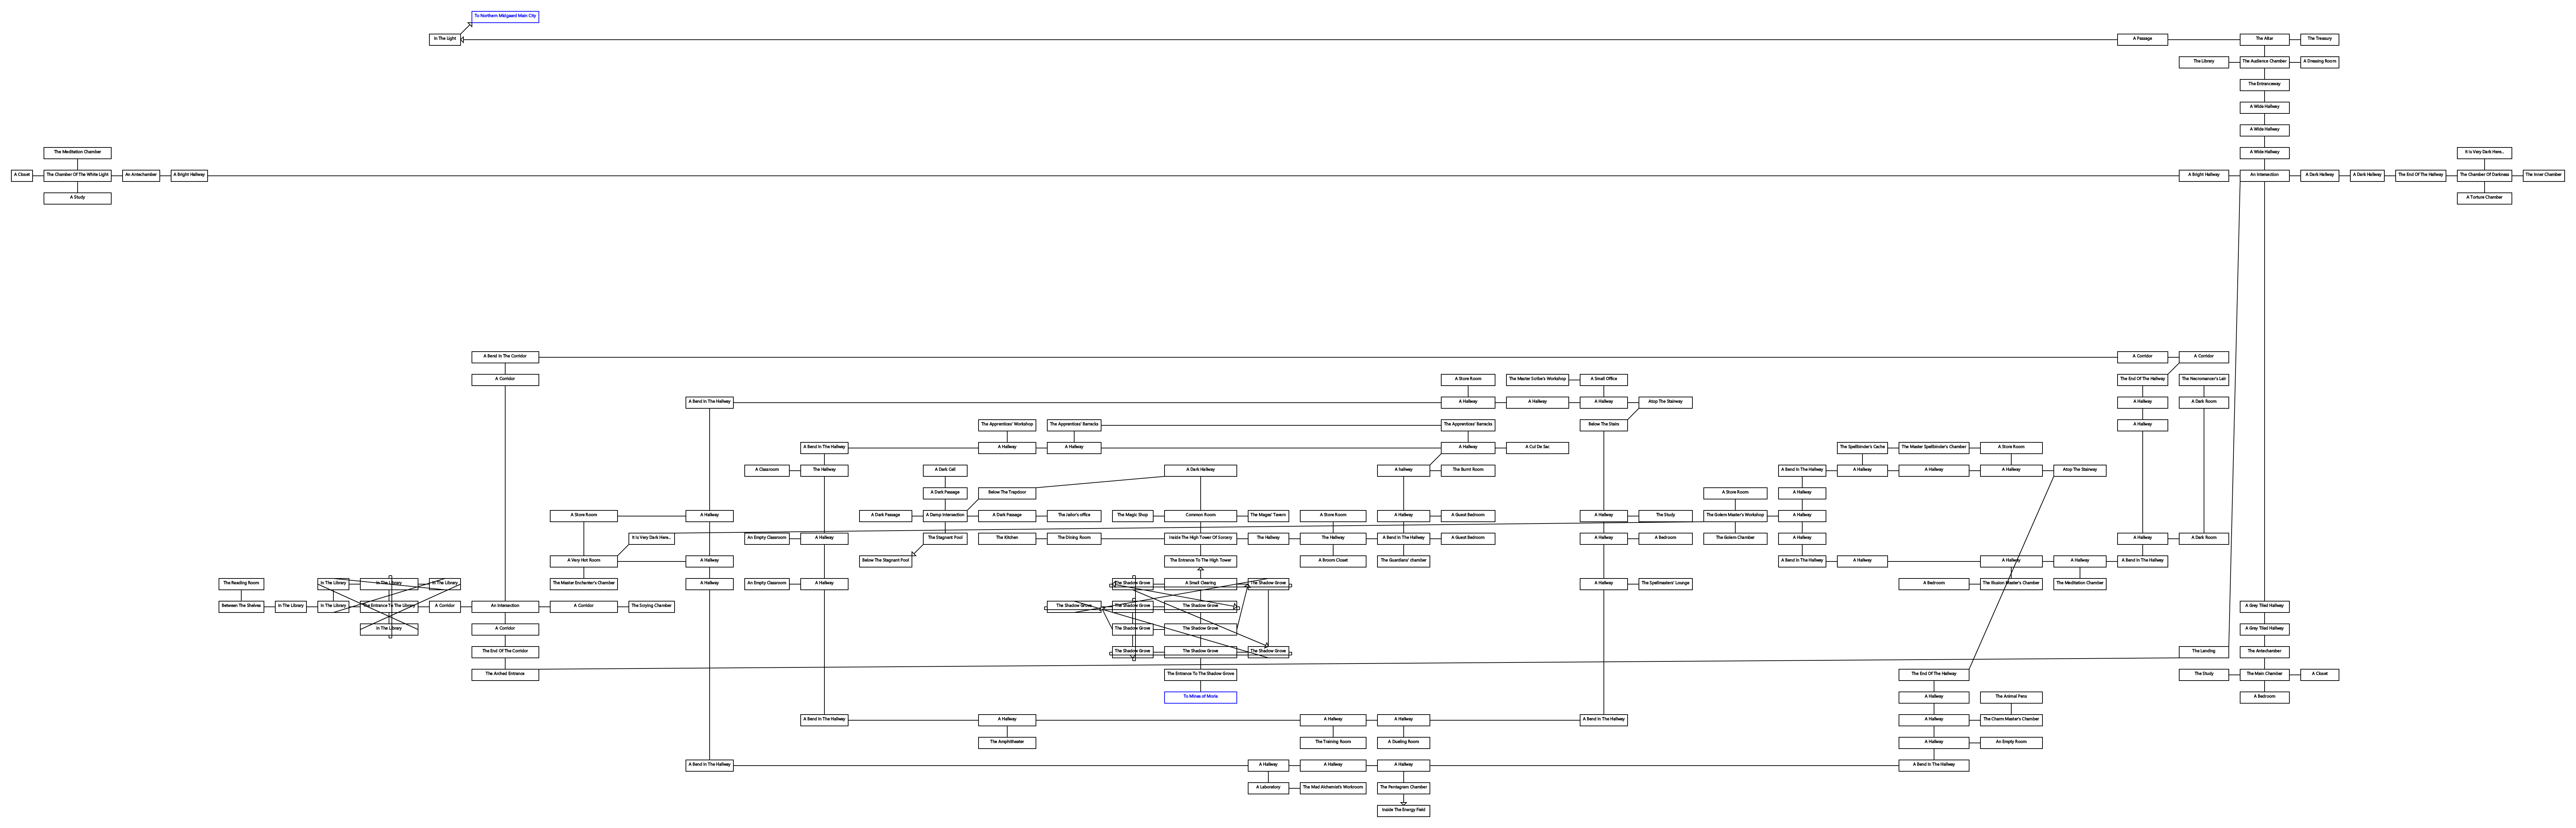 To Northern Midgaard Main City
In The Light
A Passage
The Altar
The Treasury
The Library
The Audience Chamber
A Dressing Room
The Entranceway
A Wide Hallway
A Wide Hallway
The Meditation Chamber
A Wide Hallway
It Is Very Dark Here...
A Closet
The Chamber Of The White Light
An Antechamber
A Bright Hallway
A Bright Hallway
An Intersection
A Dark Hallway
A Dark Hallway
The End Of The Hallway
The Chamber Of Darkness
The Inner Chamber
A Study
A Torture Chamber
A Bend In The Corridor
A Corridor
A Corridor
A Corridor
A Store Room
The Master Scribe's Workshop
A Small Office
The End Of The Hallway
The Necromancer's Lair
A Bend In The Hallway
A Hallway
A Hallway
A Hallway
Atop The Stairway
A Hallway
A Dark Room
The Apprentices' Workshop
The Apprentices' Barracks
The Apprentices' Barracks
Below The Stairs
A Hallway
A Bend In The Hallway
A Hallway
A Hallway
A Hallway
A Cul De Sac
The Spellbinder's Cache
The Master Spellbinder's Chamber
A Store Room
A Classroom
The Hallway
A Dark Cell
A Dark Hallway
A hallway
The Burnt Room
A Bend In The Hallway
A Hallway
A Hallway
A Hallway
Atop The Stairway
A Dark Passage
Below The Trapdoor
A Store Room
A Hallway
A Store Room
A Hallway
A Dark Passage
A Damp Intersection
A Dark Passage
The Jailor's office
The Magic Shop
Common Room
The Mages' Tavern
A Store Room
A Hallway
A Guest Bedroom
A Hallway
The Study
The Golem Master's Workshop
A Hallway
It Is Very Dark Here...
An Empty Classroom
A Hallway
The Stagnant Pool
The Kitchen
The Dining Room
Inside The High Tower Of Sorcery
The Hallway
The Hallway
A Bend In The Hallway
A Guest Bedroom
A Hallway
A Bedroom
The Golem Chamber
A Hallway
A Hallway
A Dark Room
A Very Hot Room
A Hallway
Below The Stagnant Pool
The Entrance To The High Tower
A Broom Closet
The Guardians' chamber
A Bend In The Hallway
A Hallway
A Hallway
A Hallway
A Bend In The Hallway
The Reading Room
In The Library
In The Library
In The Library
The Master Enchanter's Chamber
A Hallway
An Empty Classroom
A Hallway
The Shadow Grove
A Small Clearing
The Shadow Grove
A Hallway
The Spellmasters' Lounge
A Bedroom
The Illusion Master's Chamber
The Meditation Chamber
Between The Shelves
In The Library
In The Library
The Entrance To The Library
A Corridor
An Intersection
A Corridor
The Scrying Chamber
The Shadow Grove
The Shadow Grove
The Shadow Grove
A Grey Tiled Hallway
In The Library
A Corridor
The Shadow Grove
The Shadow Grove
A Grey Tiled Hallway
The End Of The Corridor
The Shadow Grove
The Shadow Grove
The Shadow Grove
The Landing
The Antechamber
The Arched Entrance
The Entrance To The Shadow Grove
The End Of The Hallway
The Study
The Main Chamber
A Closet
To Mines of Moria
A Hallway
The Animal Pens
A Bedroom
A Bend In The Hallway
A Hallway
A Hallway
A Hallway
A Bend In The Hallway
A Hallway
The Charm Master's Chamber
The Amphitheater
The Training Room
A Dueling Room
A Hallway
An Empty Room
A Bend In The Hallway
A Hallway
A Hallway
A Hallway
A Bend In The Hallway
A Laboratory
The Mad Alchemist's Workroom
The Pentagram Chamber
Inside The Energy Field